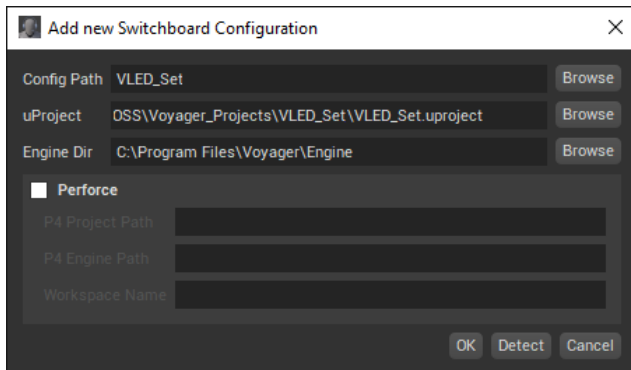 Add new Switchboard Configuration
Config Path VLED_Set Browse
uProject OSS\Voyager_Projects\VLED_Set\VLED_Set.uproject Browse
Engine Dir C:\Program Files\Voyager\Engine Browse
Perforce
P4 Project Path
P4 Engine Path
Workspace Name
OK Detect Cancel